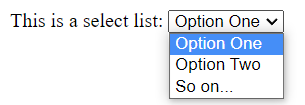 This is a select list: Option One
Option One
Option Two
So on...